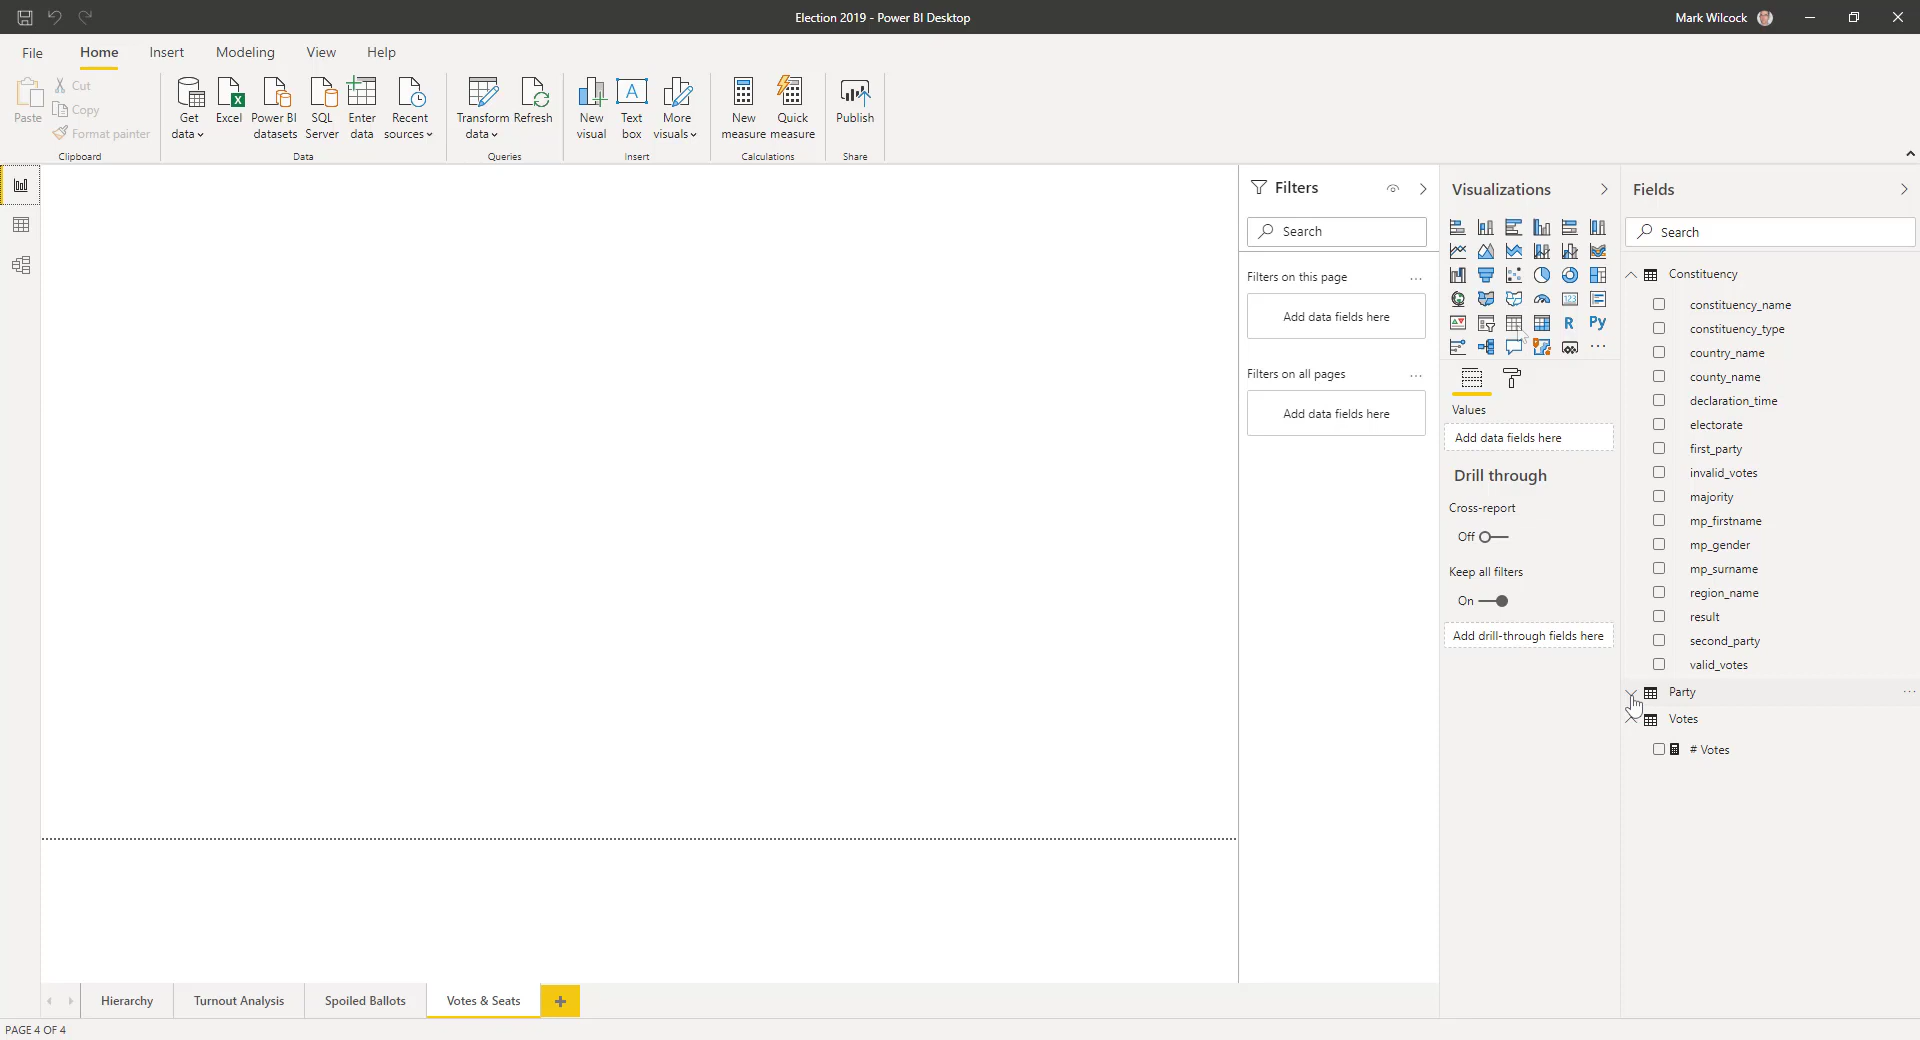 Election 2019 - Power BI Desktop
Mark Wilcock
File Home Insert Modeling View Help
Paste
Cut
Copy
Format painter
Clipboard
Get data
Excel
Power BI datasets
SQL Server
Enter data
Recent sources
Data
Transform data
Refresh
Queries
New visual
Text box
More visuals
Insert
New measure
Quick measure
Calculations
Publish
Share
Filters
Search
Filters on this page ...
Add data fields here
Filters on all pages ...
Add data fields here
Visualizations
123
R
Py
...
Values
Add data fields here
Drill through
Cross-report
Off
Keep all filters
On
Add drill-through fields here
Fields
Search
Constituency
constituency_name
constituency_type
country_name
county_name
declaration_time
electorate
first_party
invalid_votes
majority
mp_firstname
mp_gender
mp_surname
region_name
result
second_party
valid_votes
Party ...
Votes
# Votes
Hierarchy
Turnout Analysis
Spoiled Ballots
Votes & Seats
+
PAGE 4 OF 4